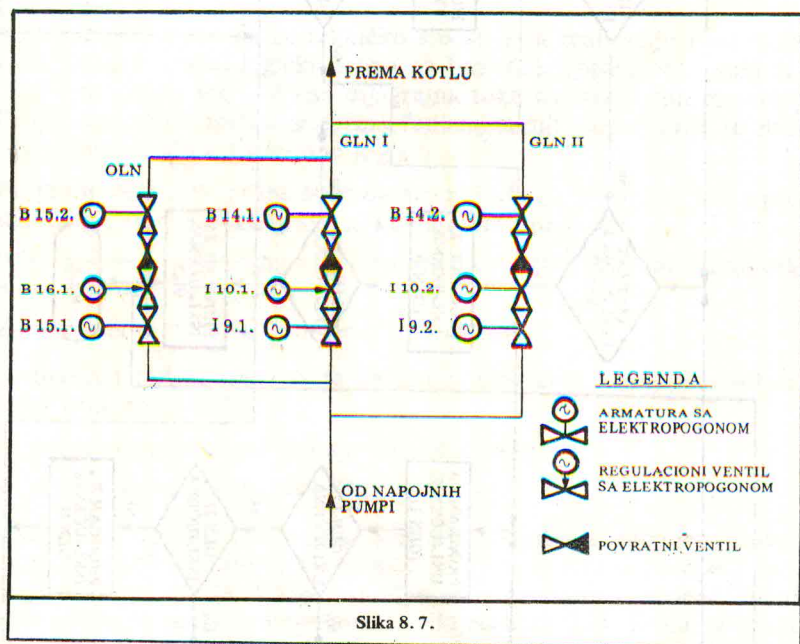 PREMA KOTLU
GLN I
GLN II
OLN
B 15.2.
B 14.1.
B 14.2.
B 16.1.
I 10.1.
I 10.2.
B 15.1.
I 9.1.
I 9.2.
LEGENDA
ARMATURA SA
ELEKTROPOGONOM
REGULACIONI VENTIL
SA ELEKTROPOGONOM
OD NAPOJNIH
PUMPI
POVRATNI VENTIL
Slika 8. 7.